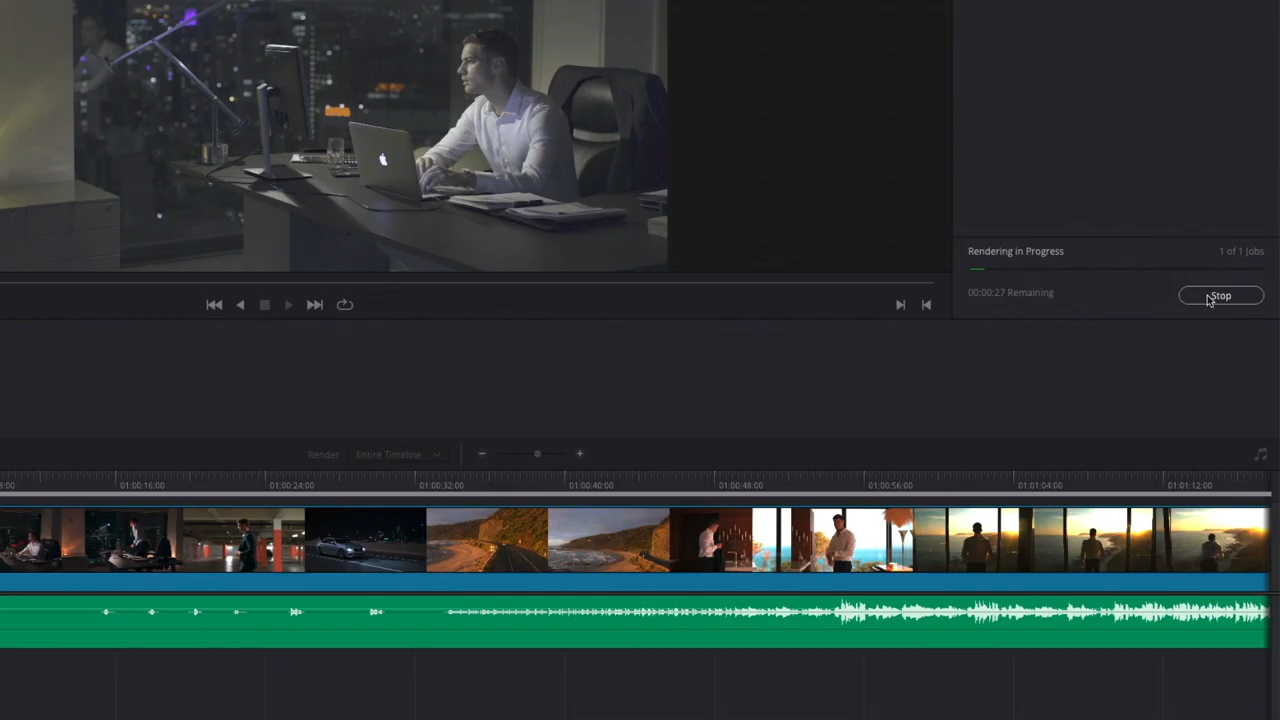 Rendering in Progress
1 of 1 Jobs
00:00:27 Remaining
Stop
Render
Entire Timeline
8:00
01:00:16:00
01:00:24:00
01:00:32:00
01:00:40:00
01:00:48:00
01:00:56:00
01:01:04:00
01:01:12:00